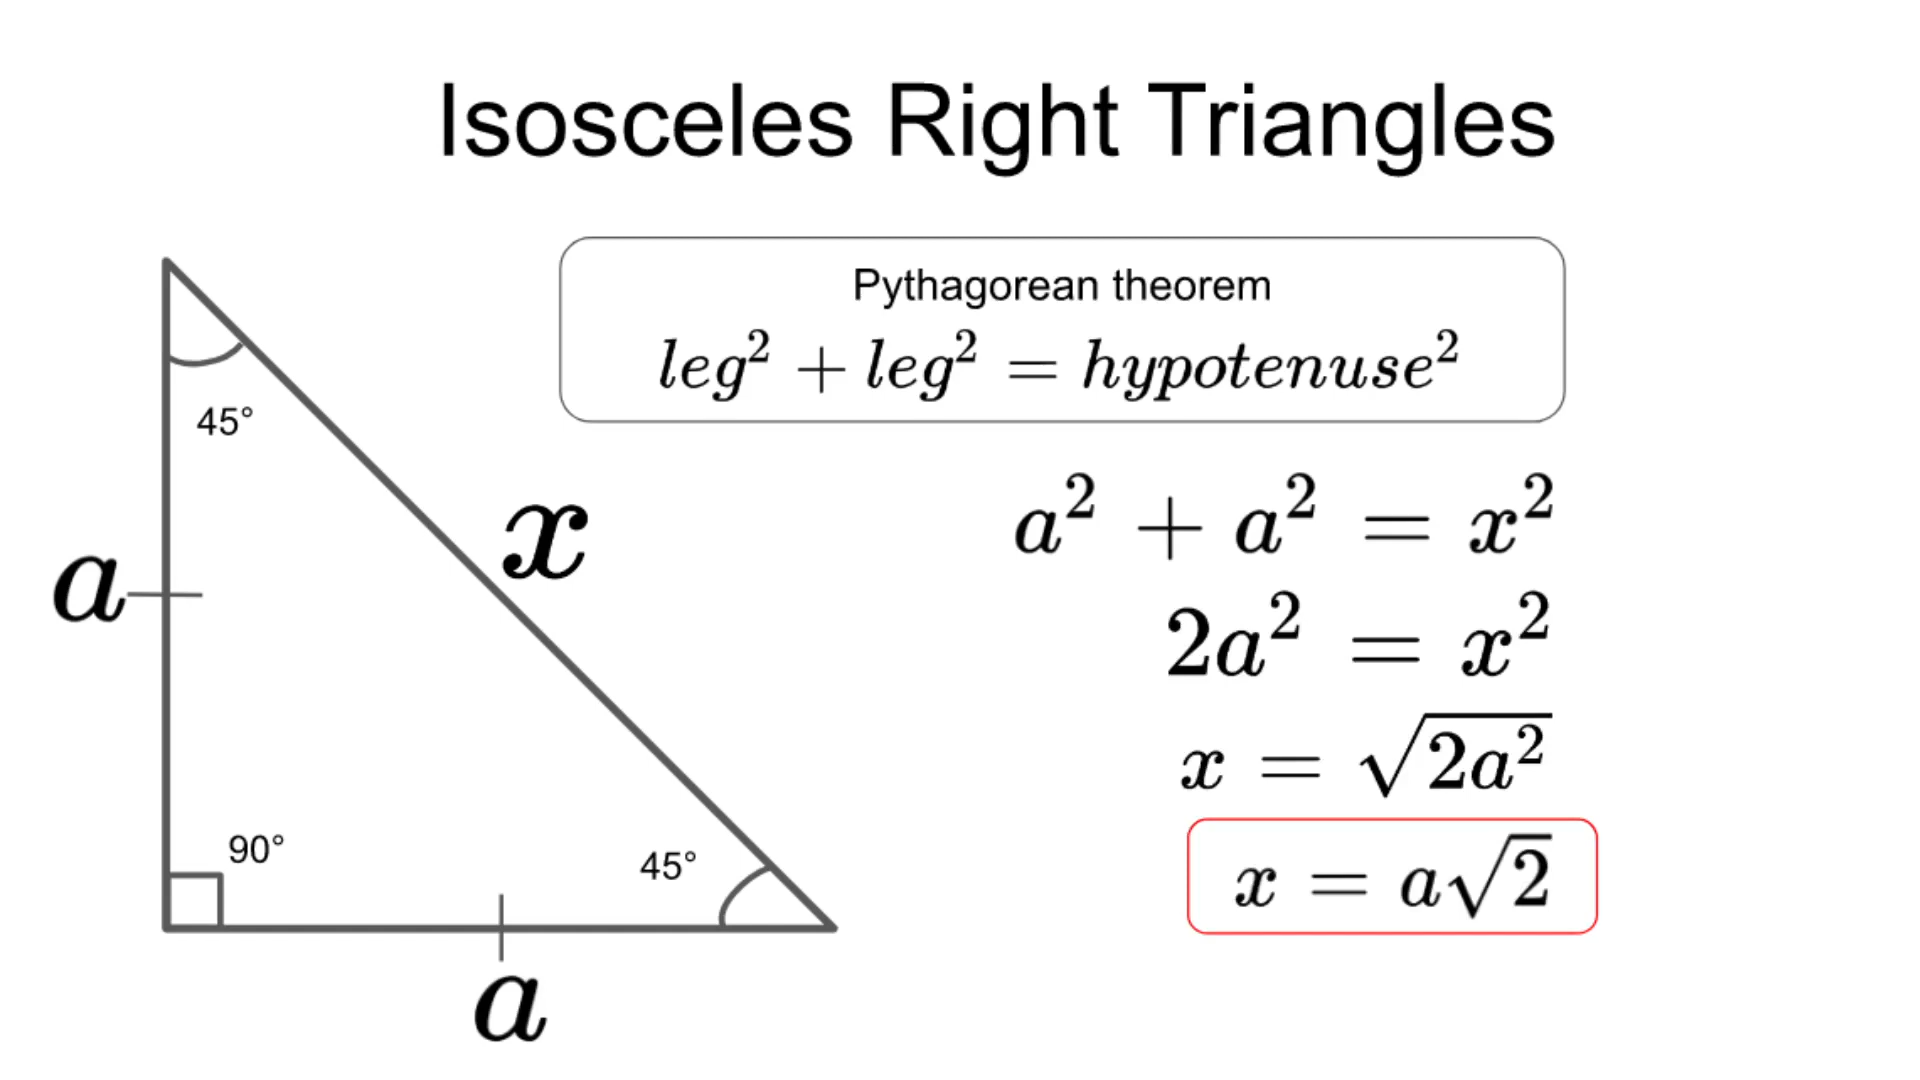 Isosceles Right Triangles
Pythagorean theorem
leg² + leg² = hypotenuse²
45°
a
x
90°
45°
a
a² + a² = x²
2a² = x²
x = √(2a²)
x = a√2